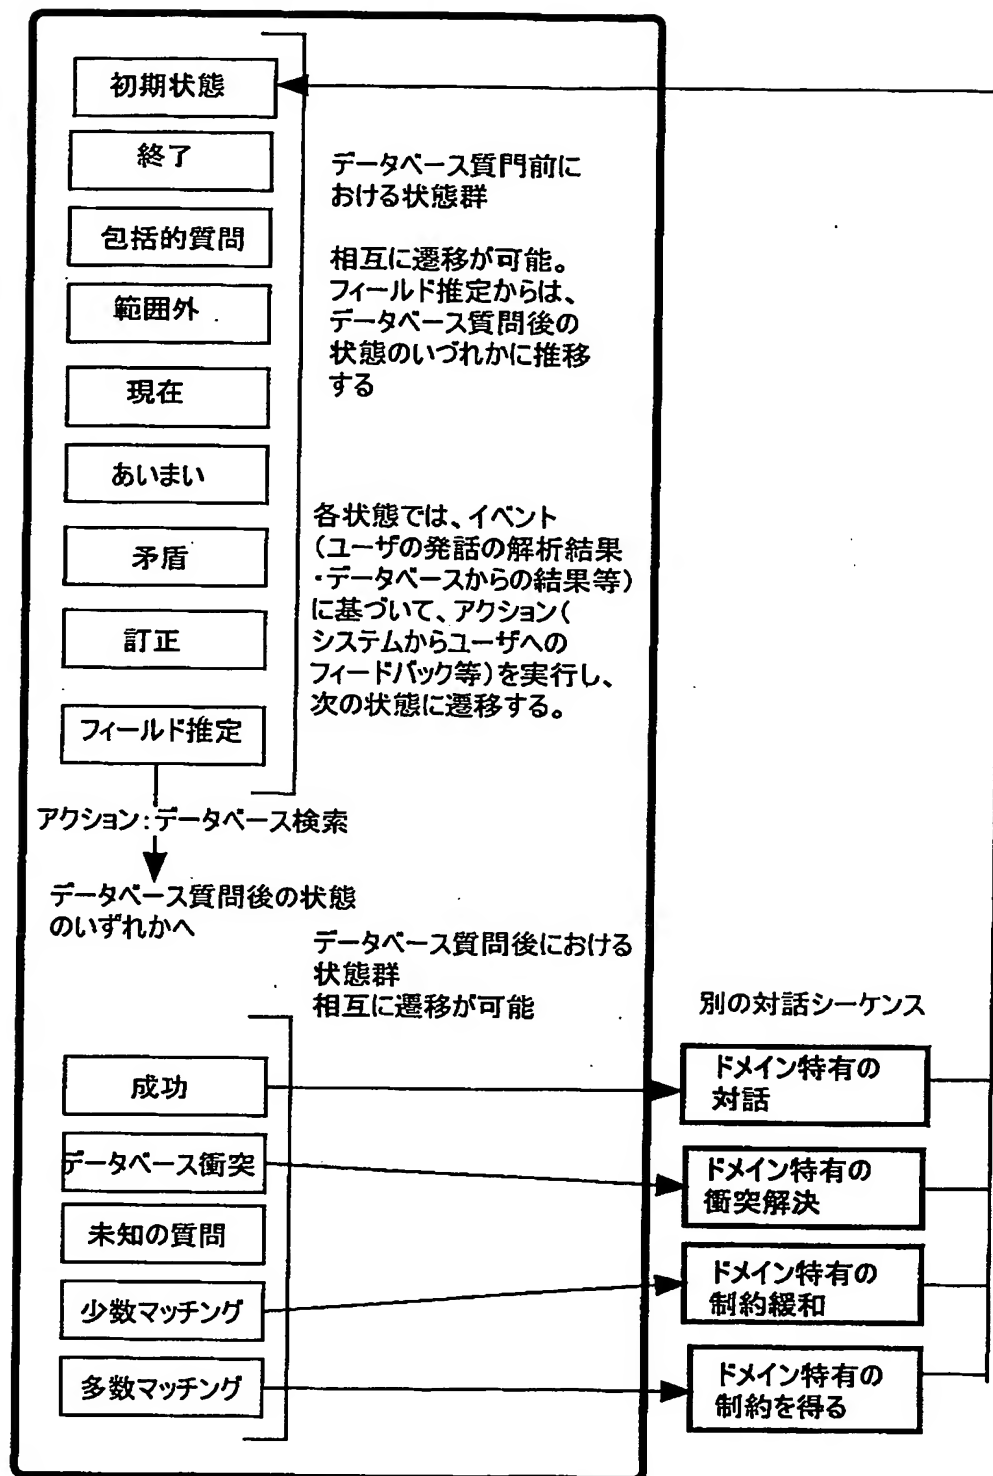 初期状態
終了
包括的質問
範囲外
現在
あいまい
矛盾
訂正
フィールド推定
データベース質門前に
おける状態群
相互に遷移が可能。
フィールド推定からは、
データベース質問後の
状態のいづれかに推移
する
各状態では、イベント
（ユーザの発話の解析結果
・データベースからの結果等）
に基づいて、アクション（
システムからユーザへの
フィードバック等）を実行し、
次の状態に遷移する。
アクション：データベース検索
データベース質問後の状態
のいずれかへ
データベース質問後における
状態群
相互に遷移が可能
成功
データベース衝突
未知の質問
少数マッチング
多数マッチング
別の対話シーケンス
ドメイン特有の
対話
ドメイン特有の
衝突解決
ドメイン特有の
制約緩和
ドメイン特有の
制約を得る